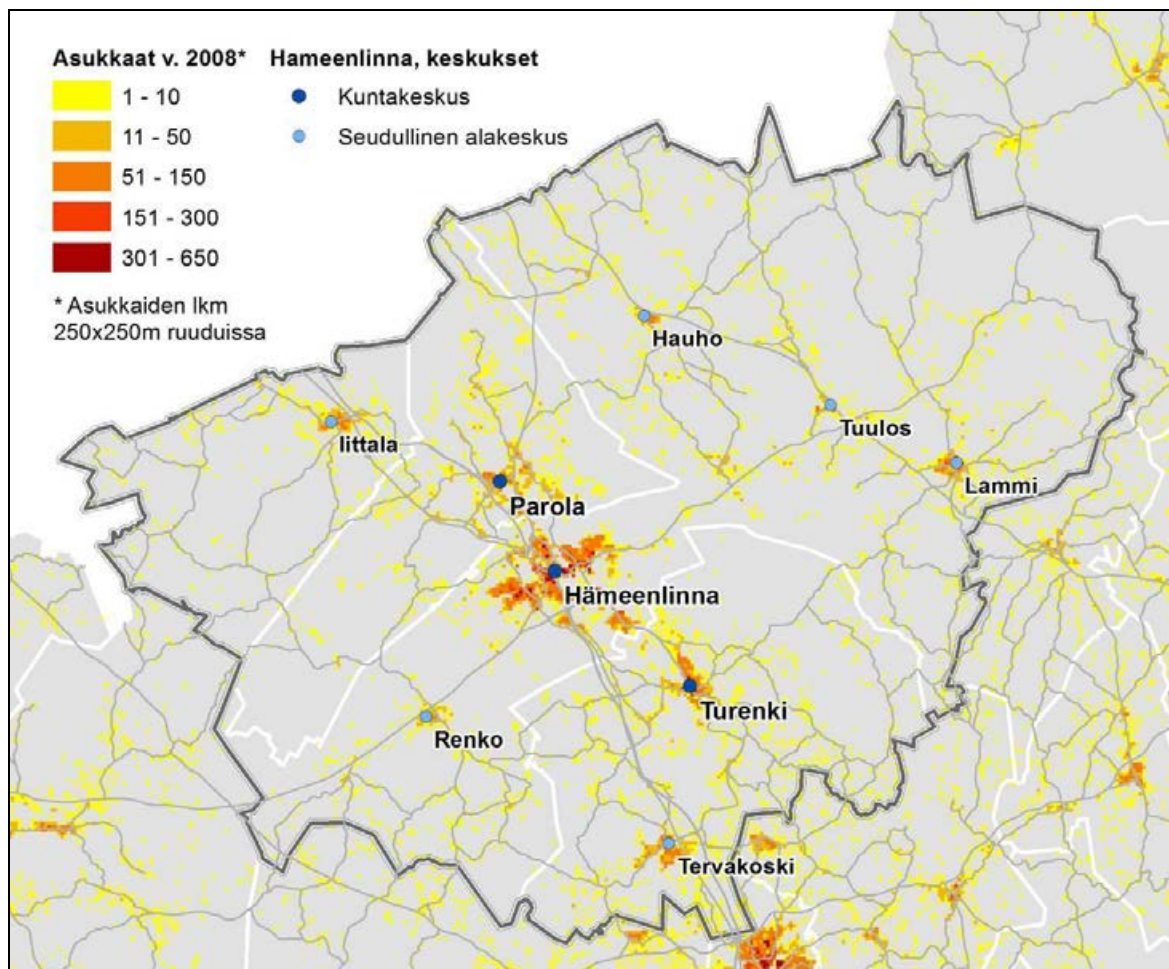 Asukkaat v. 2008*
1 - 10
11 - 50
51 - 150
151 - 300
301 - 650
* Asukkaiden lkm
250x250m ruuduissa
Hameenlinna, keskukset
Kuntakeskus
Seudullinen alakeskus
Hauho
Tuulos
Iittala
Lammi
Parola
Hämeenlinna
Turenki
Renko
Tervakoski